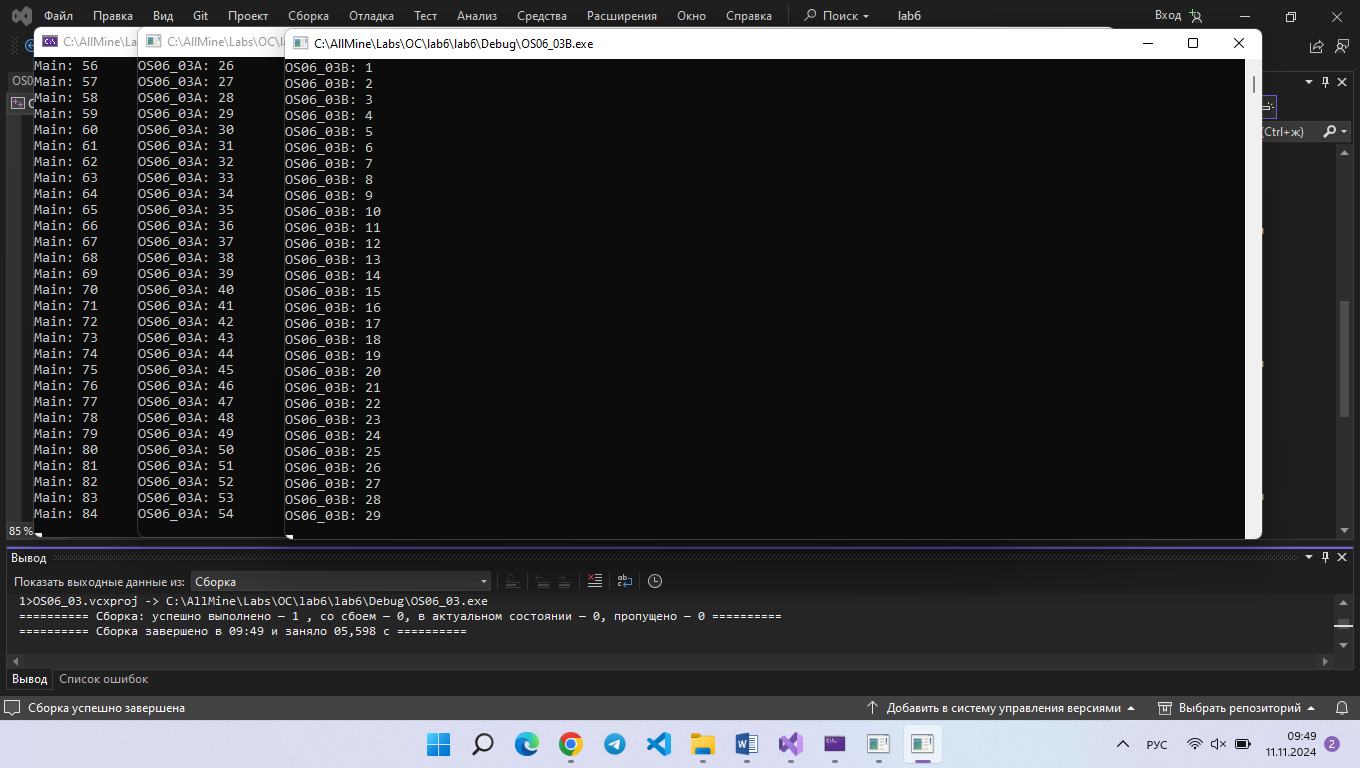 Файл Правка Вид Git Проект Сборка Отладка Тест Анализ Средства Расширения Окно Справка Поиск lab6 Вход
C:\AllMine\La
C:\AllMine\Labs\OC\l
C:\AllMine\Labs\OC\lab6\lab6\Debug\OS06_03B.exe
OS0
(Ctrl+ж)
Main: 56
Main: 57
Main: 58
Main: 59
Main: 60
Main: 61
Main: 62
Main: 63
Main: 64
Main: 65
Main: 66
Main: 67
Main: 68
Main: 69
Main: 70
Main: 71
Main: 72
Main: 73
Main: 74
Main: 75
Main: 76
Main: 77
Main: 78
Main: 79
Main: 80
Main: 81
Main: 82
Main: 83
Main: 84
OS06_03A: 26
OS06_03A: 27
OS06_03A: 28
OS06_03A: 29
OS06_03A: 30
OS06_03A: 31
OS06_03A: 32
OS06_03A: 33
OS06_03A: 34
OS06_03A: 35
OS06_03A: 36
OS06_03A: 37
OS06_03A: 38
OS06_03A: 39
OS06_03A: 40
OS06_03A: 41
OS06_03A: 42
OS06_03A: 43
OS06_03A: 44
OS06_03A: 45
OS06_03A: 46
OS06_03A: 47
OS06_03A: 48
OS06_03A: 49
OS06_03A: 50
OS06_03A: 51
OS06_03A: 52
OS06_03A: 53
OS06_03A: 54
OS06_03B: 1
OS06_03B: 2
OS06_03B: 3
OS06_03B: 4
OS06_03B: 5
OS06_03B: 6
OS06_03B: 7
OS06_03B: 8
OS06_03B: 9
OS06_03B: 10
OS06_03B: 11
OS06_03B: 12
OS06_03B: 13
OS06_03B: 14
OS06_03B: 15
OS06_03B: 16
OS06_03B: 17
OS06_03B: 18
OS06_03B: 19
OS06_03B: 20
OS06_03B: 21
OS06_03B: 22
OS06_03B: 23
OS06_03B: 24
OS06_03B: 25
OS06_03B: 26
OS06_03B: 27
OS06_03B: 28
OS06_03B: 29
85 %
Вывод
Показать выходные данные из: Сборка
1>OS06_03.vcxproj -> C:\AllMine\Labs\OC\lab6\lab6\Debug\OS06_03.exe
========== Сборка: успешно выполнено — 1 , со сбоем — 0, в актуальном состоянии — 0, пропущено — 0 ==========
========== Сборка завершено в 09:49 и заняло 05,598 с ==========
Вывод Список ошибок
Сборка успешно завершена Добавить в систему управления версиями Выбрать репозиторий
РУС 09:49 2
11.11.2024